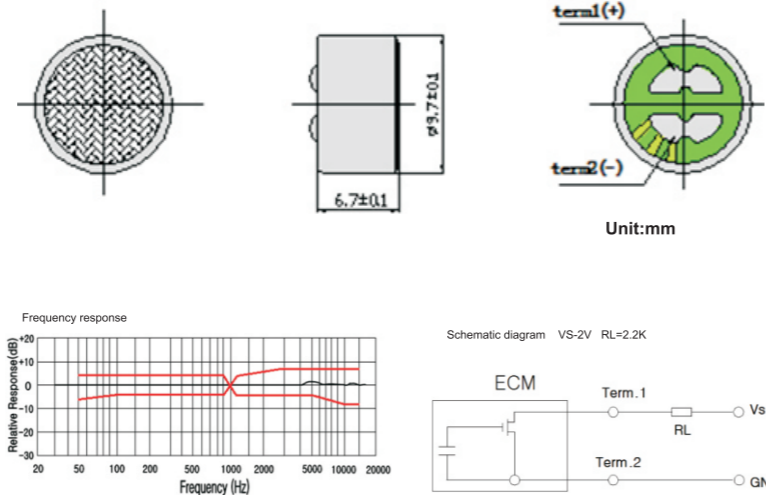 term1(+)
ø9.7±0.1
6.7±0.1
term2(-)
Unit:mm
Frequency response
Relative Response(dB)
+20
+10
0
-10
-20
-30
20 50 100 200 500 1000 2000 5000 10000 20000
Frequency (Hz)
Schematic diagram VS-2V RL=2.2K
ECM
Term.1
Vs
RL
Term.2
GN